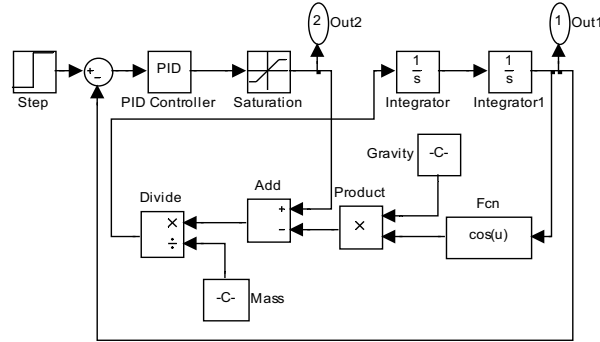 2 Out2
1 Out1
Step
+
−
PID
PID Controller
Saturation
1
s
Integrator
1
s
Integrator1
Gravity
-C-
Divide
×
÷
Add
+
−
Product
×
Fcn
cos(u)
-C-
Mass